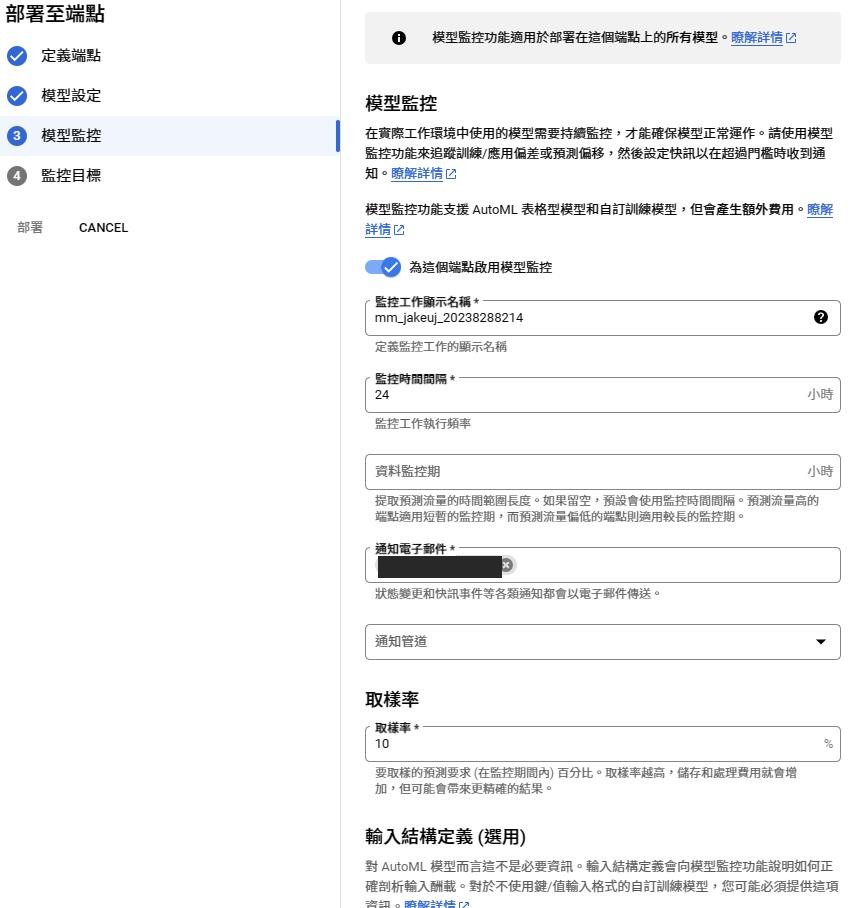 部署至端點
定義端點
模型設定
3 模型監控
4 監控目標
部署 CANCEL
模型監控功能適用於部署在這個端點上的所有模型。瞭解詳情
模型監控
在實際工作環境中使用的模型需要持續監控，才能確保模型正常運作。請使用模型
監控功能來追蹤訓練/應用偏差或預測偏移，然後設定快訊以在超過門檻時收到通
知。瞭解詳情
模型監控功能支援 AutoML 表格型模型和自訂訓練模型，但會產生額外費用。瞭解
詳情
為這個端點啟用模型監控
監控工作顯示名稱 *
mm_jakeuj_20238288214
定義監控工作的顯示名稱
監控時間間隔 *
24 小時
監控工作執行頻率
資料監控期 小時
提取預測流量的時間範圍長度。如果留空，預設會使用監控時間間隔。預測流量高的
端點適用短暫的監控期，而預測流量偏低的端點則適用較長的監控期。
通知電子郵件 *
狀態變更和快訊事件等各類通知都會以電子郵件傳送。
通知管道
取樣率
取樣率 *
10 %
要取樣的預測要求 (在監控期間內) 百分比。取樣率越高，儲存和處理費用就會增
加，但可能會帶來更精確的結果。
輸入結構定義 (選用)
對 AutoML 模型而言這不是必要資訊。輸入結構定義會向模型監控功能說明如何正
確剖析輸入酬載。對於不使用鍵/值輸入格式的自訂訓練模型，您可能必須提供這項
資訊。瞭解詳情